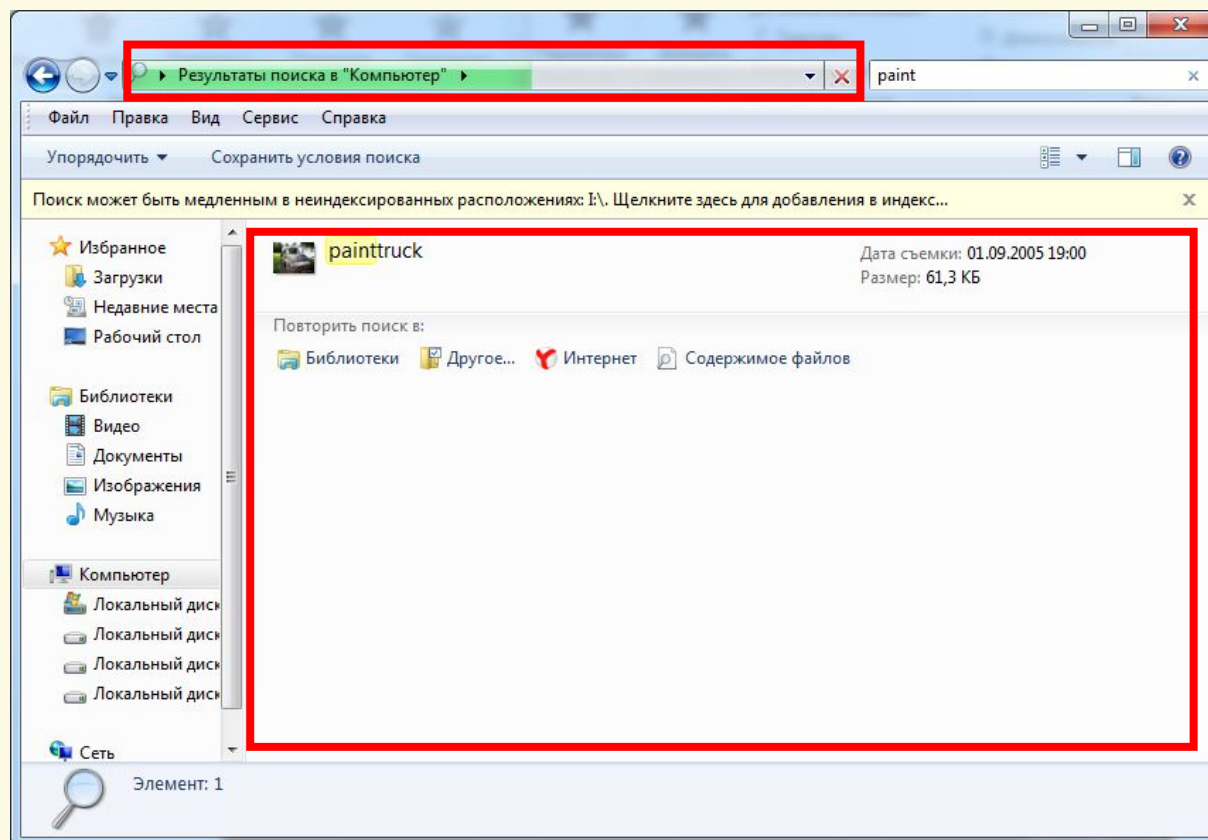 Результаты поиска в "Компьютер"
paint
Файл Правка Вид Сервис Справка
Упорядочить Сохранить условия поиска
Поиск может быть медленным в неиндексированных расположениях: I:\. Щелкните здесь для добавления в индекс...
Избранное
Загрузки
Недавние места
Рабочий стол
Библиотеки
Видео
Документы
Изображения
Музыка
Компьютер
Локальный диск
Локальный диск
Локальный диск
Локальный диск
Сеть
painttruck
Дата съемки: 01.09.2005 19:00
Размер: 61,3 КБ
Повторить поиск в:
Библиотеки Другое... Интернет Содержимое файлов
Элемент: 1